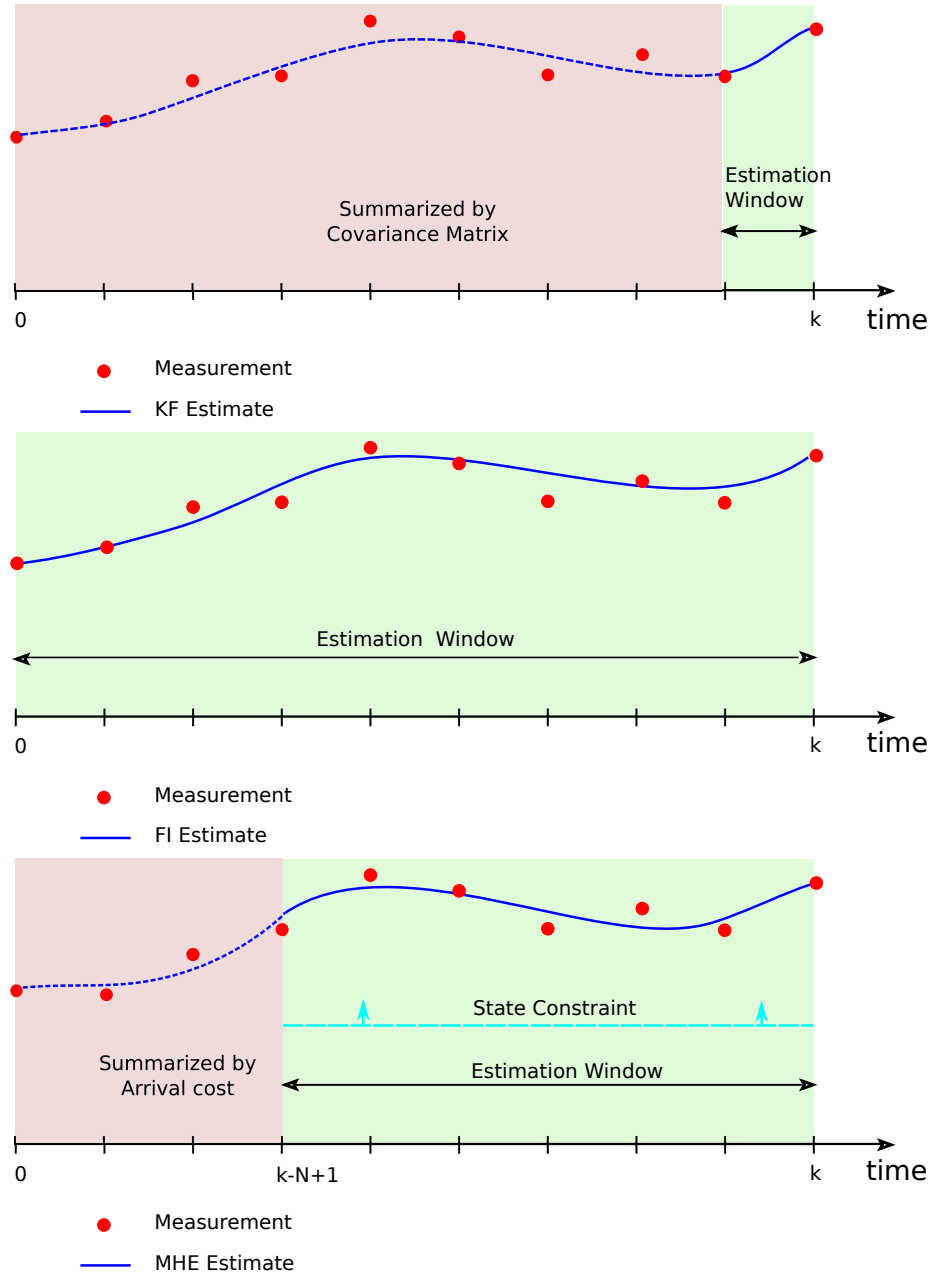 Estimation
Window
Summarized by
Covariance Matrix
0
k
time
Measurement
KF Estimate
Estimation Window
0
k
time
Measurement
FI Estimate
State Constraint
Summarized by
Arrival cost
Estimation Window
0
k-N+1
k
time
Measurement
MHE Estimate